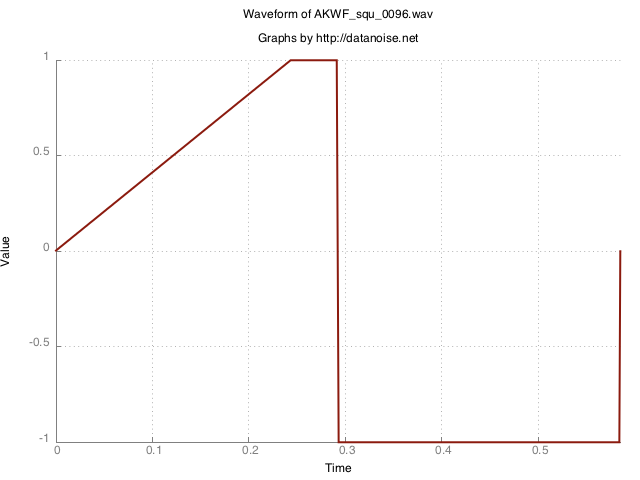 Waveform of AKWF_squ_0096.wav
Graphs by http://datanoise.net
1
0.5
0
-0.5
-1
Value
0 0.1 0.2 0.3 0.4 0.5
Time